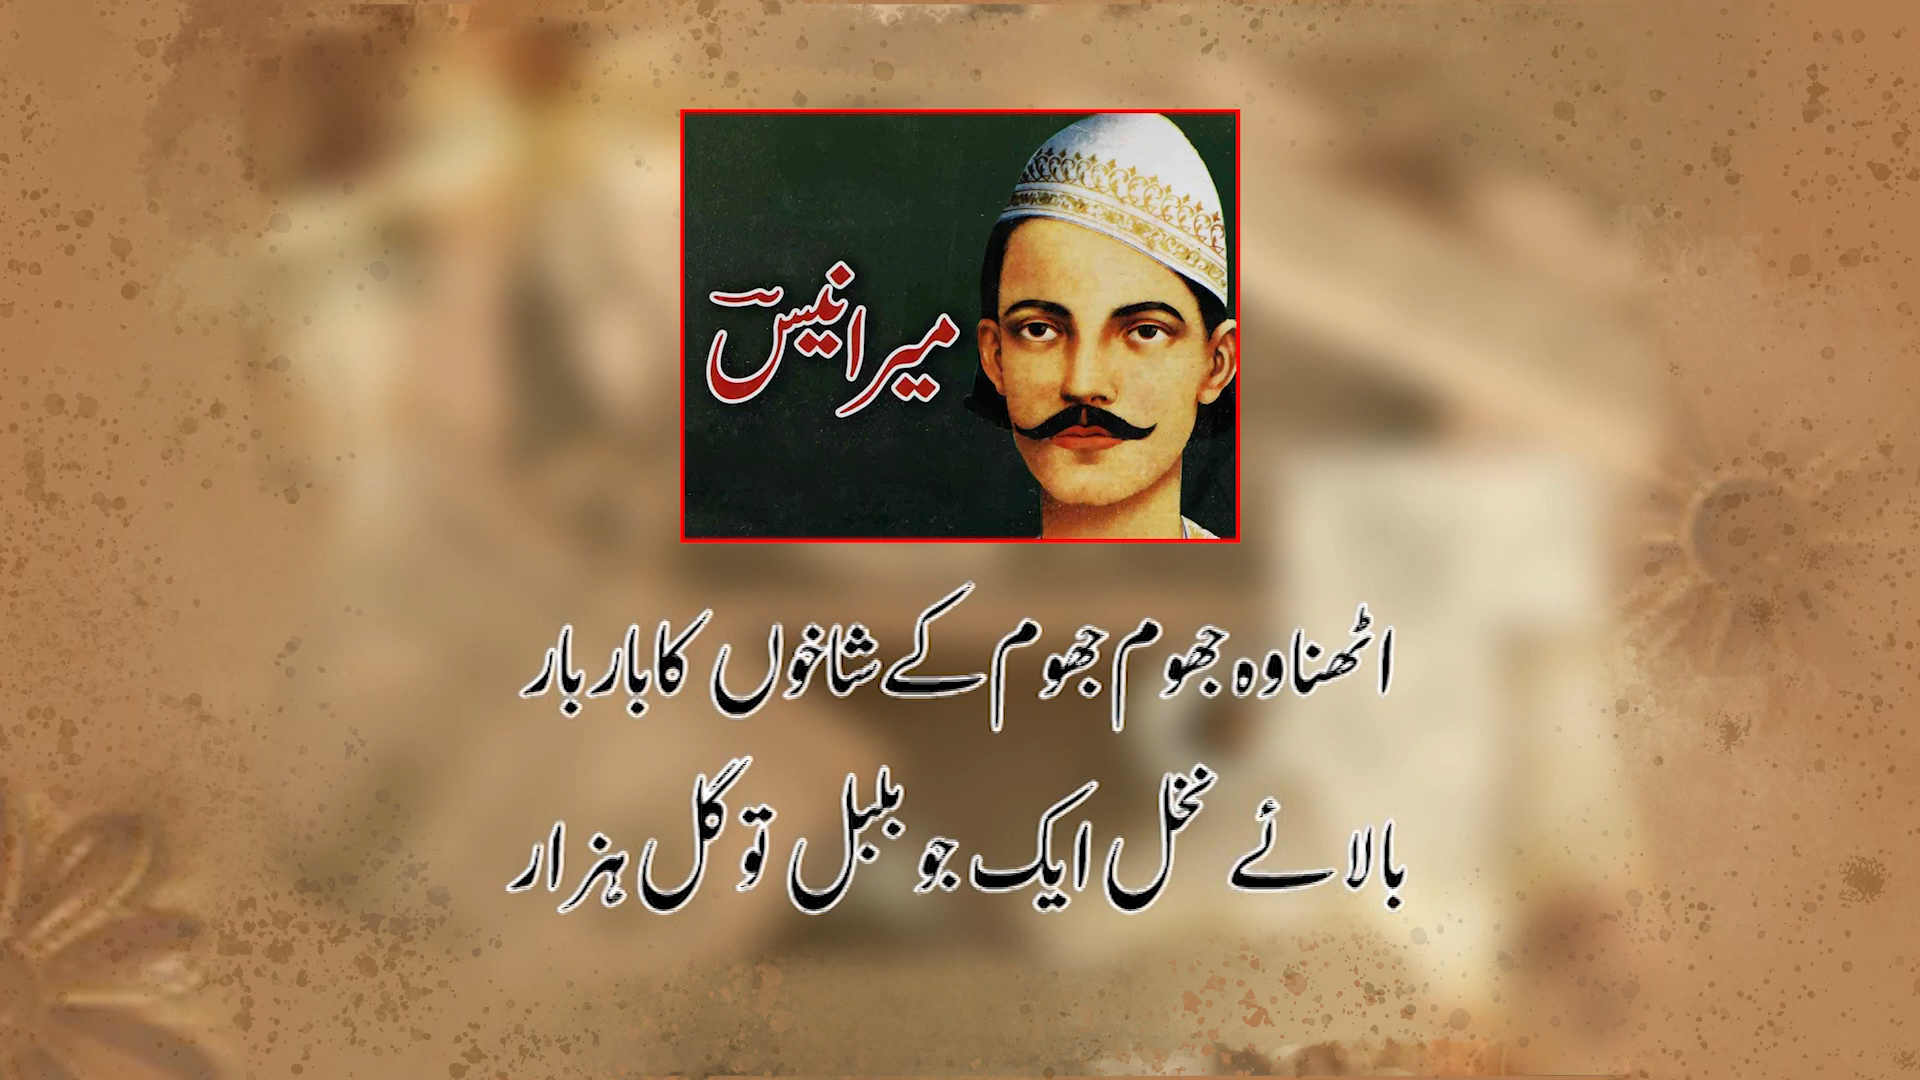 میر انیسؔ
اٹھنا وہ جھوم جھوم کے شاخوں کا بار بار
بالائے نخل ایک جو بلبل تو گل ہزار